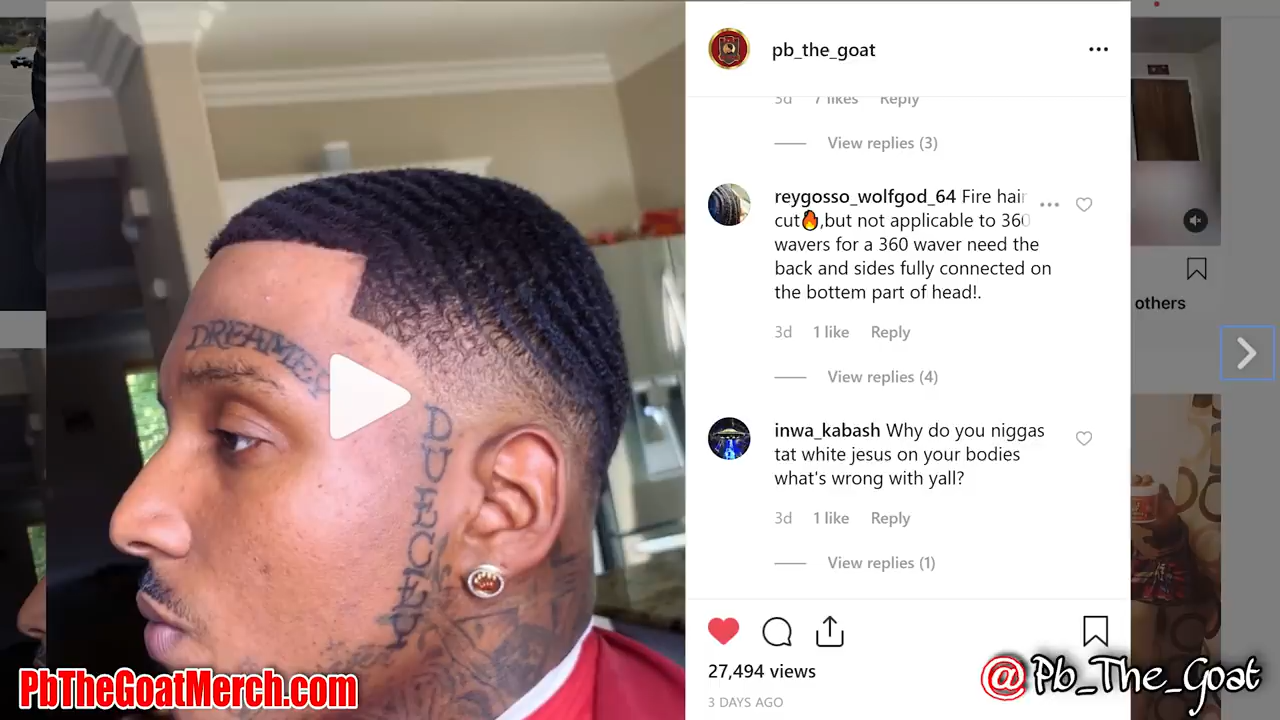 pb_the_goat
3d 7 likes Reply
View replies (3)
reygosso_wolfgod_64 Fire hair
cut🔥,but not applicable to 360
wavers for a 360 waver need the
back and sides fully connected on
the bottem part of head!.
3d 1 like Reply
View replies (4)
inwa_kabash Why do you niggas
tat white jesus on your bodies
what's wrong with yall?
3d 1 like Reply
View replies (1)
27,494 views
3 DAYS AGO
others
DREAMER
PbTheGoatMerch.com
@Pb_The_Goat